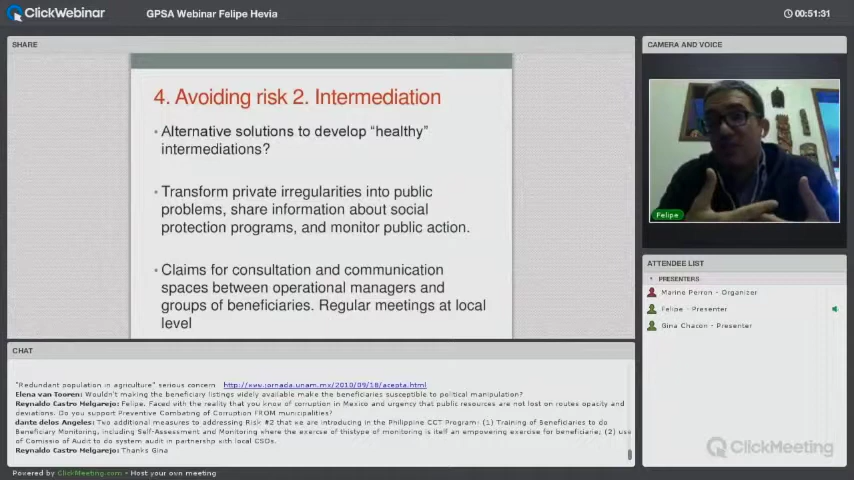 ClickWebinar
GPSA Webinar Felipe Hevia
00:51:31
SHARE
4. Avoiding risk 2. Intermediation
• Alternative solutions to develop “healthy”
intermediations?
• Transform private irregularities into public
problems, share information about social
protection programs, and monitor public action.
• Claims for consultation and communication
spaces between operational managers and
groups of beneficiaries. Regular meetings at local
level
CAMERA AND VOICE
Felipe
ATTENDEE LIST
PRESENTERS
Marine Perron - Organizer
Felipe - Presenter
Gina Chacon - Presenter
CHAT
"Redundant population in agriculture" serious concern http://www.jornada.unam.mx/2010/09/18/acepta.html
Elena van Tooren: Wouldn't making the beneficiary listings widely available make the beneficiaries susceptible to political manipulation?
Reynaldo Castro Melgarejo: Felipe. Faced with the reality that you know of corruption in Mexico and urgency that public resources are not lost on routes opacity and
deviations. Do you support Preventive Combating of Corruption FROM municipalities?
dante delos Angeles: Two additional measures to addressing Risk #2 that we are introducing in the Philippine CCT Program: (1) Training of Beneficiaries to do
Beneficiary Monitoring, including Self-Assessment and Monitoring where the exercise of thistype of monitoring is itself an empowering exercise for beneficiarie; (2) use
of Comissio of Audit to do system audit in partnership with local CSOs.
Reynaldo Castro Melgarejo: Thanks Gina
ClickMeeting
Powered by ClickMeeting.com - Host your own meeting